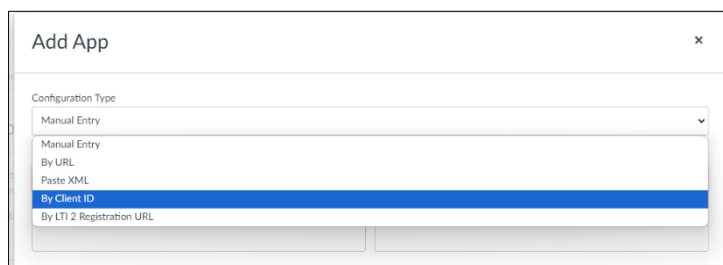 Add App ×
Configuration Type
Manual Entry
Manual Entry
By URL
Paste XML
By Client ID
By LTI 2 Registration URL